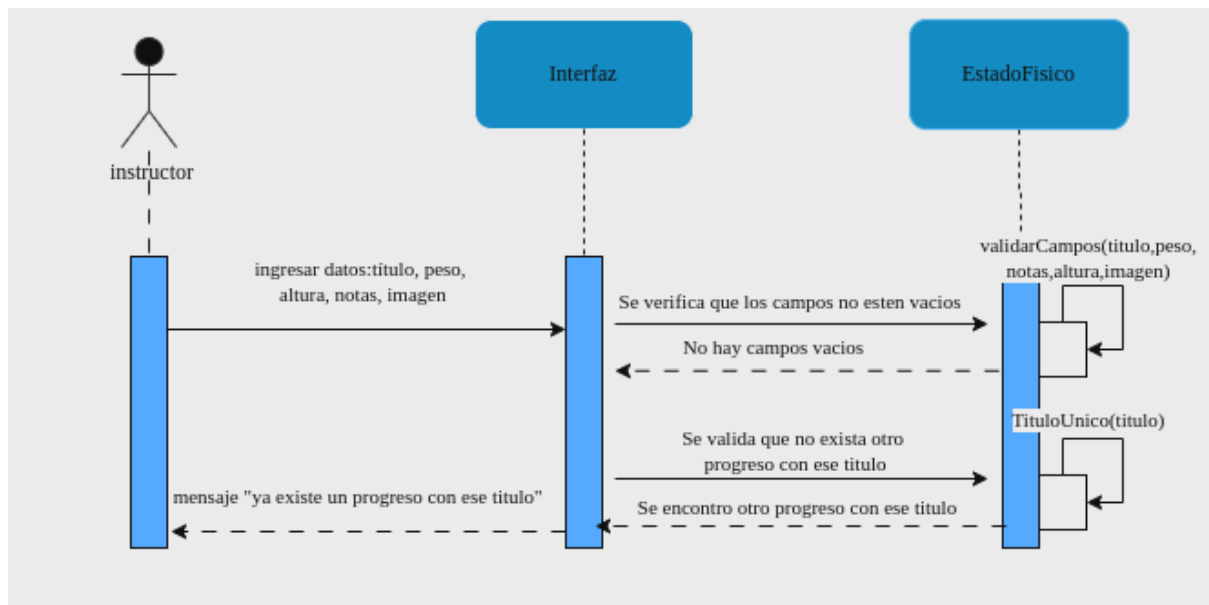 Interfaz
EstadoFisico
instructor
validarCampos(titulo,peso,
notas,altura,imagen)
ingresar datos:título, peso,
altura, notas, imagen
Se verifica que los campos no esten vacios
No hay campos vacios
TituloUnico(titulo)
Se valida que no exista otro
progreso con ese titulo
mensaje "ya existe un progreso con ese titulo"
Se encontro otro progreso con ese titulo